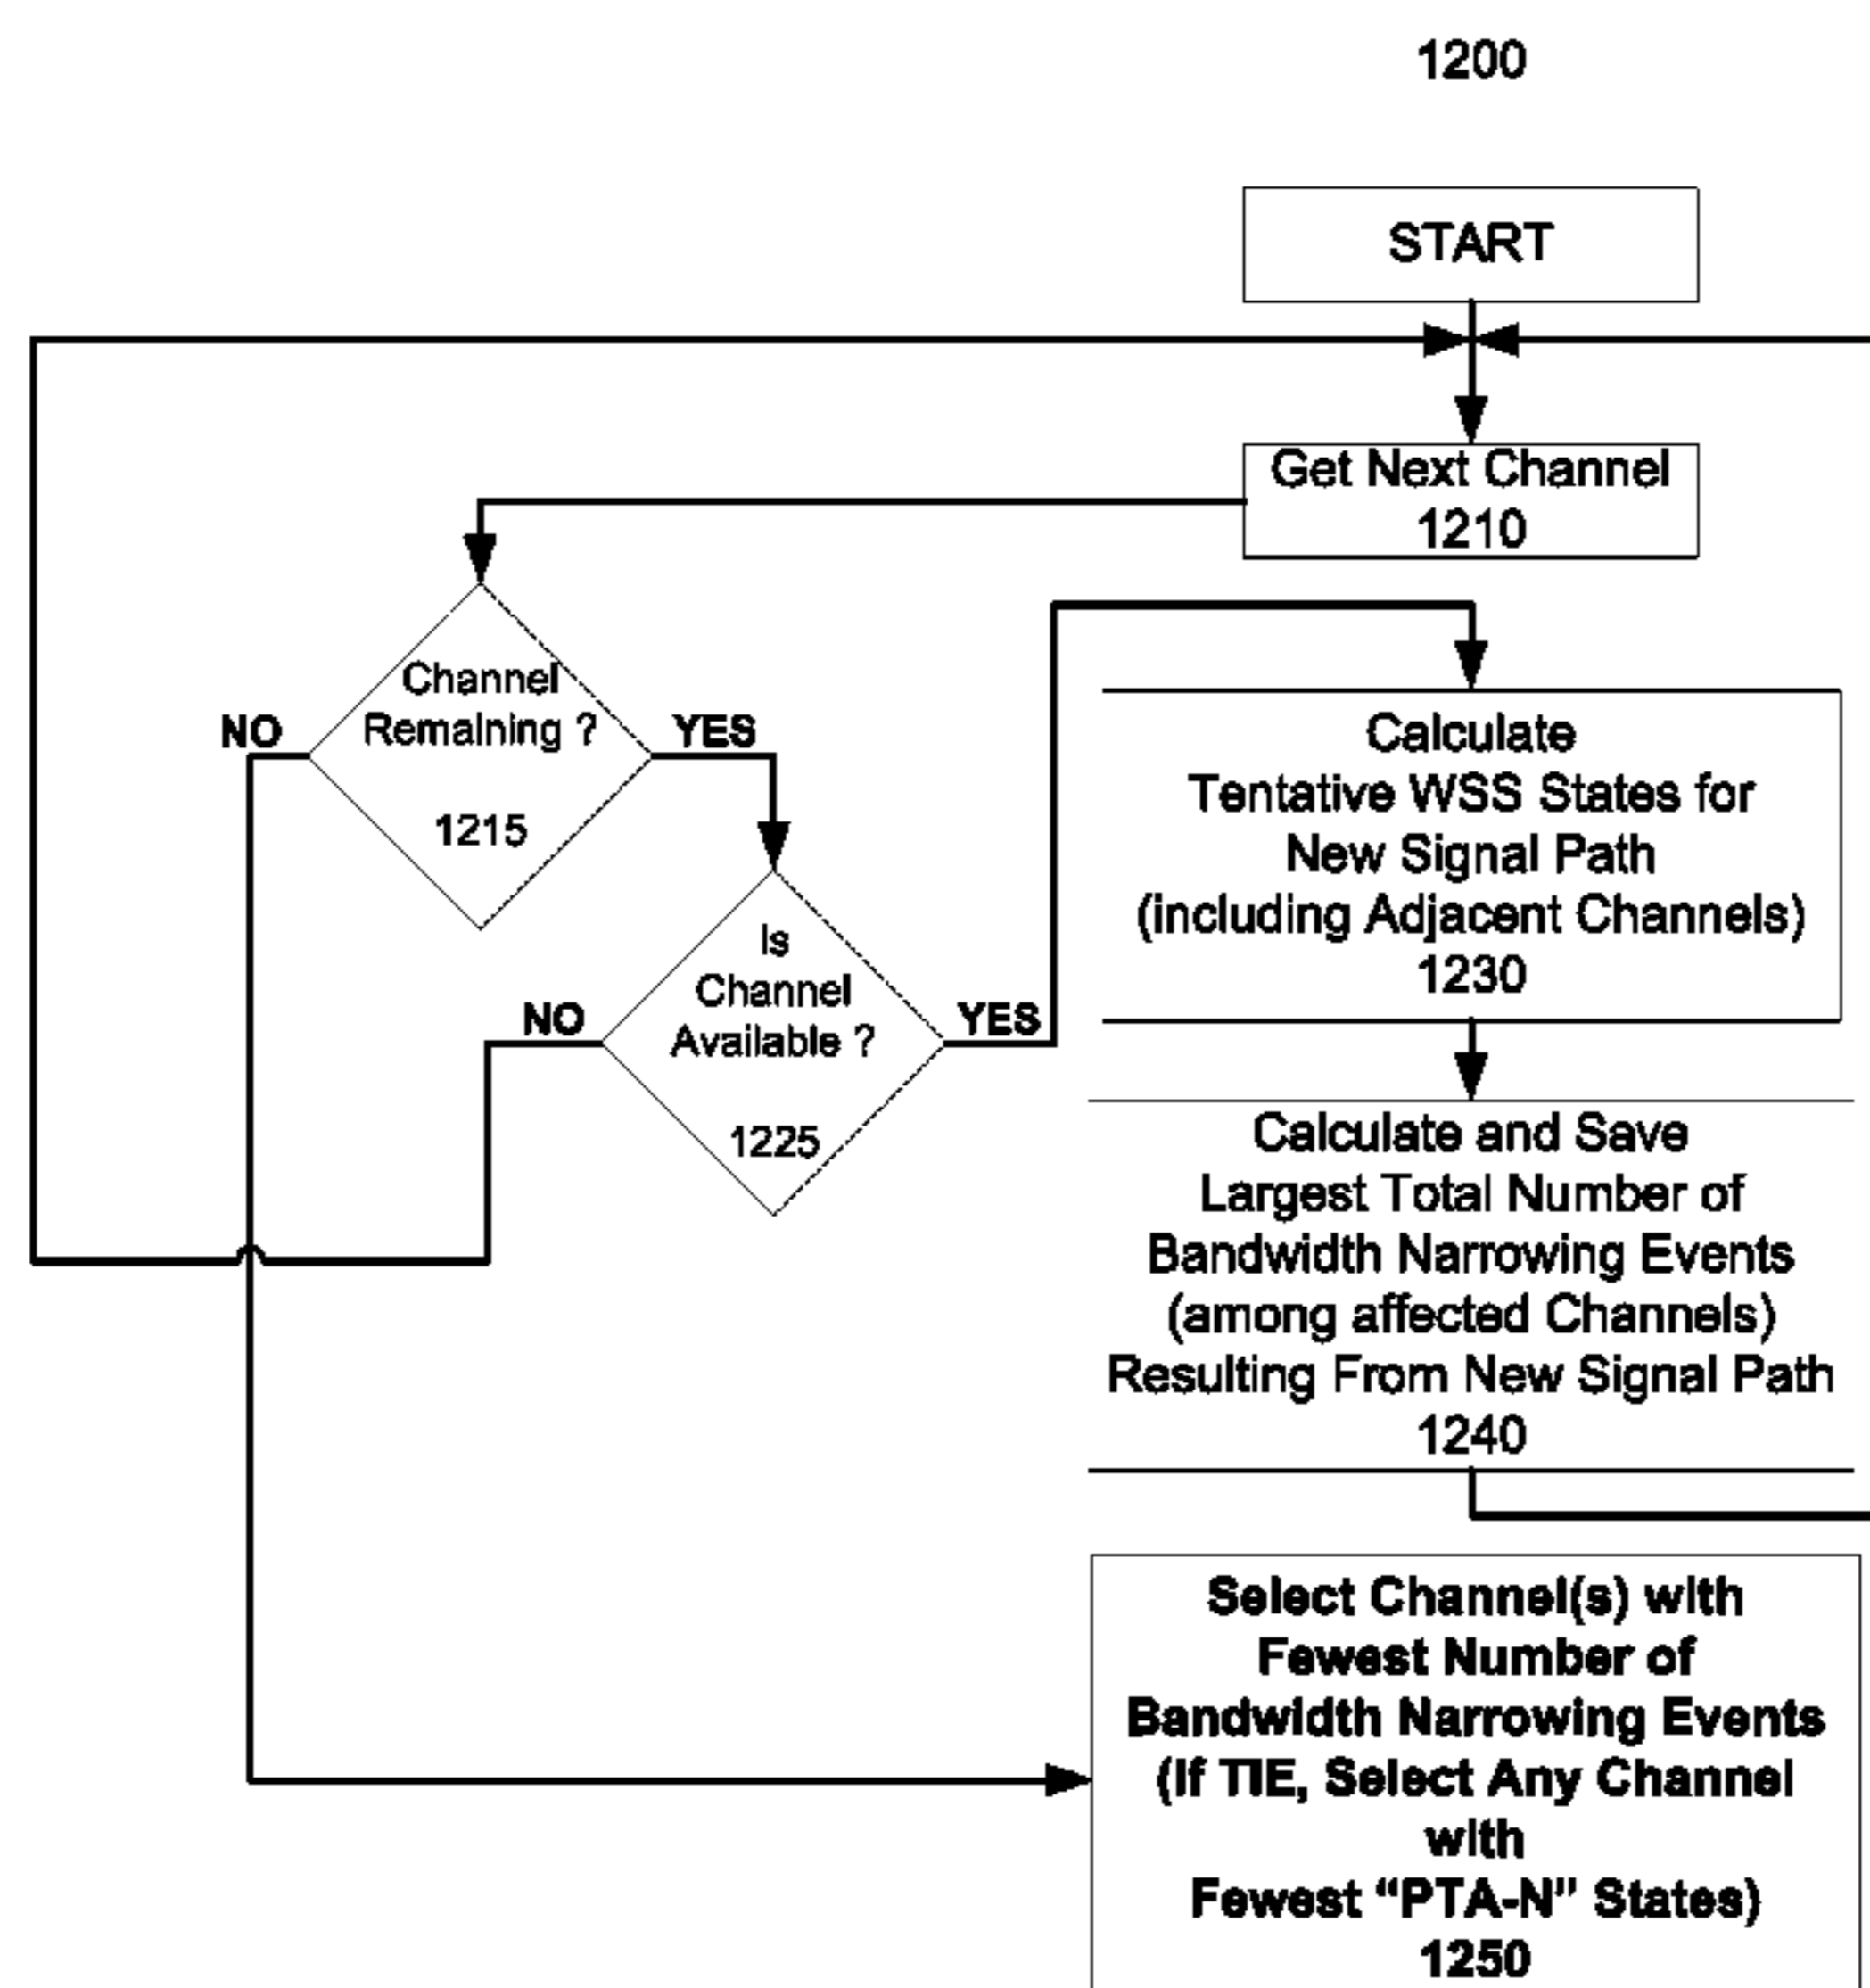 1200
START
Get Next Channel
1210
Channel
Remaining ?
1215
NO
YES
Is
Channel
Available ?
1225
NO
YES
Calculate
Tentative WSS States for
New Signal Path
(including Adjacent Channels)
1230
Calculate and Save
Largest Total Number of
Bandwidth Narrowing Events
(among affected Channels)
Resulting From New Signal Path
1240
Select Channel(s) with
Fewest Number of
Bandwidth Narrowing Events
(If TIE, Select Any Channel
with
Fewest “PTA-N” States)
1250